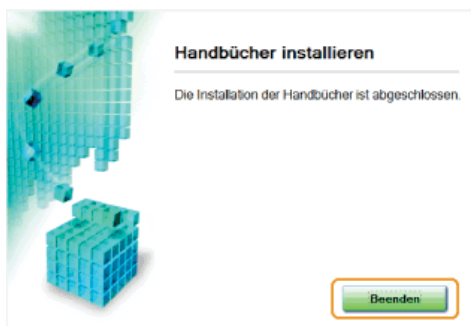 Handbücher installieren
Die Installation der Handbücher ist abgeschlossen.
Beenden